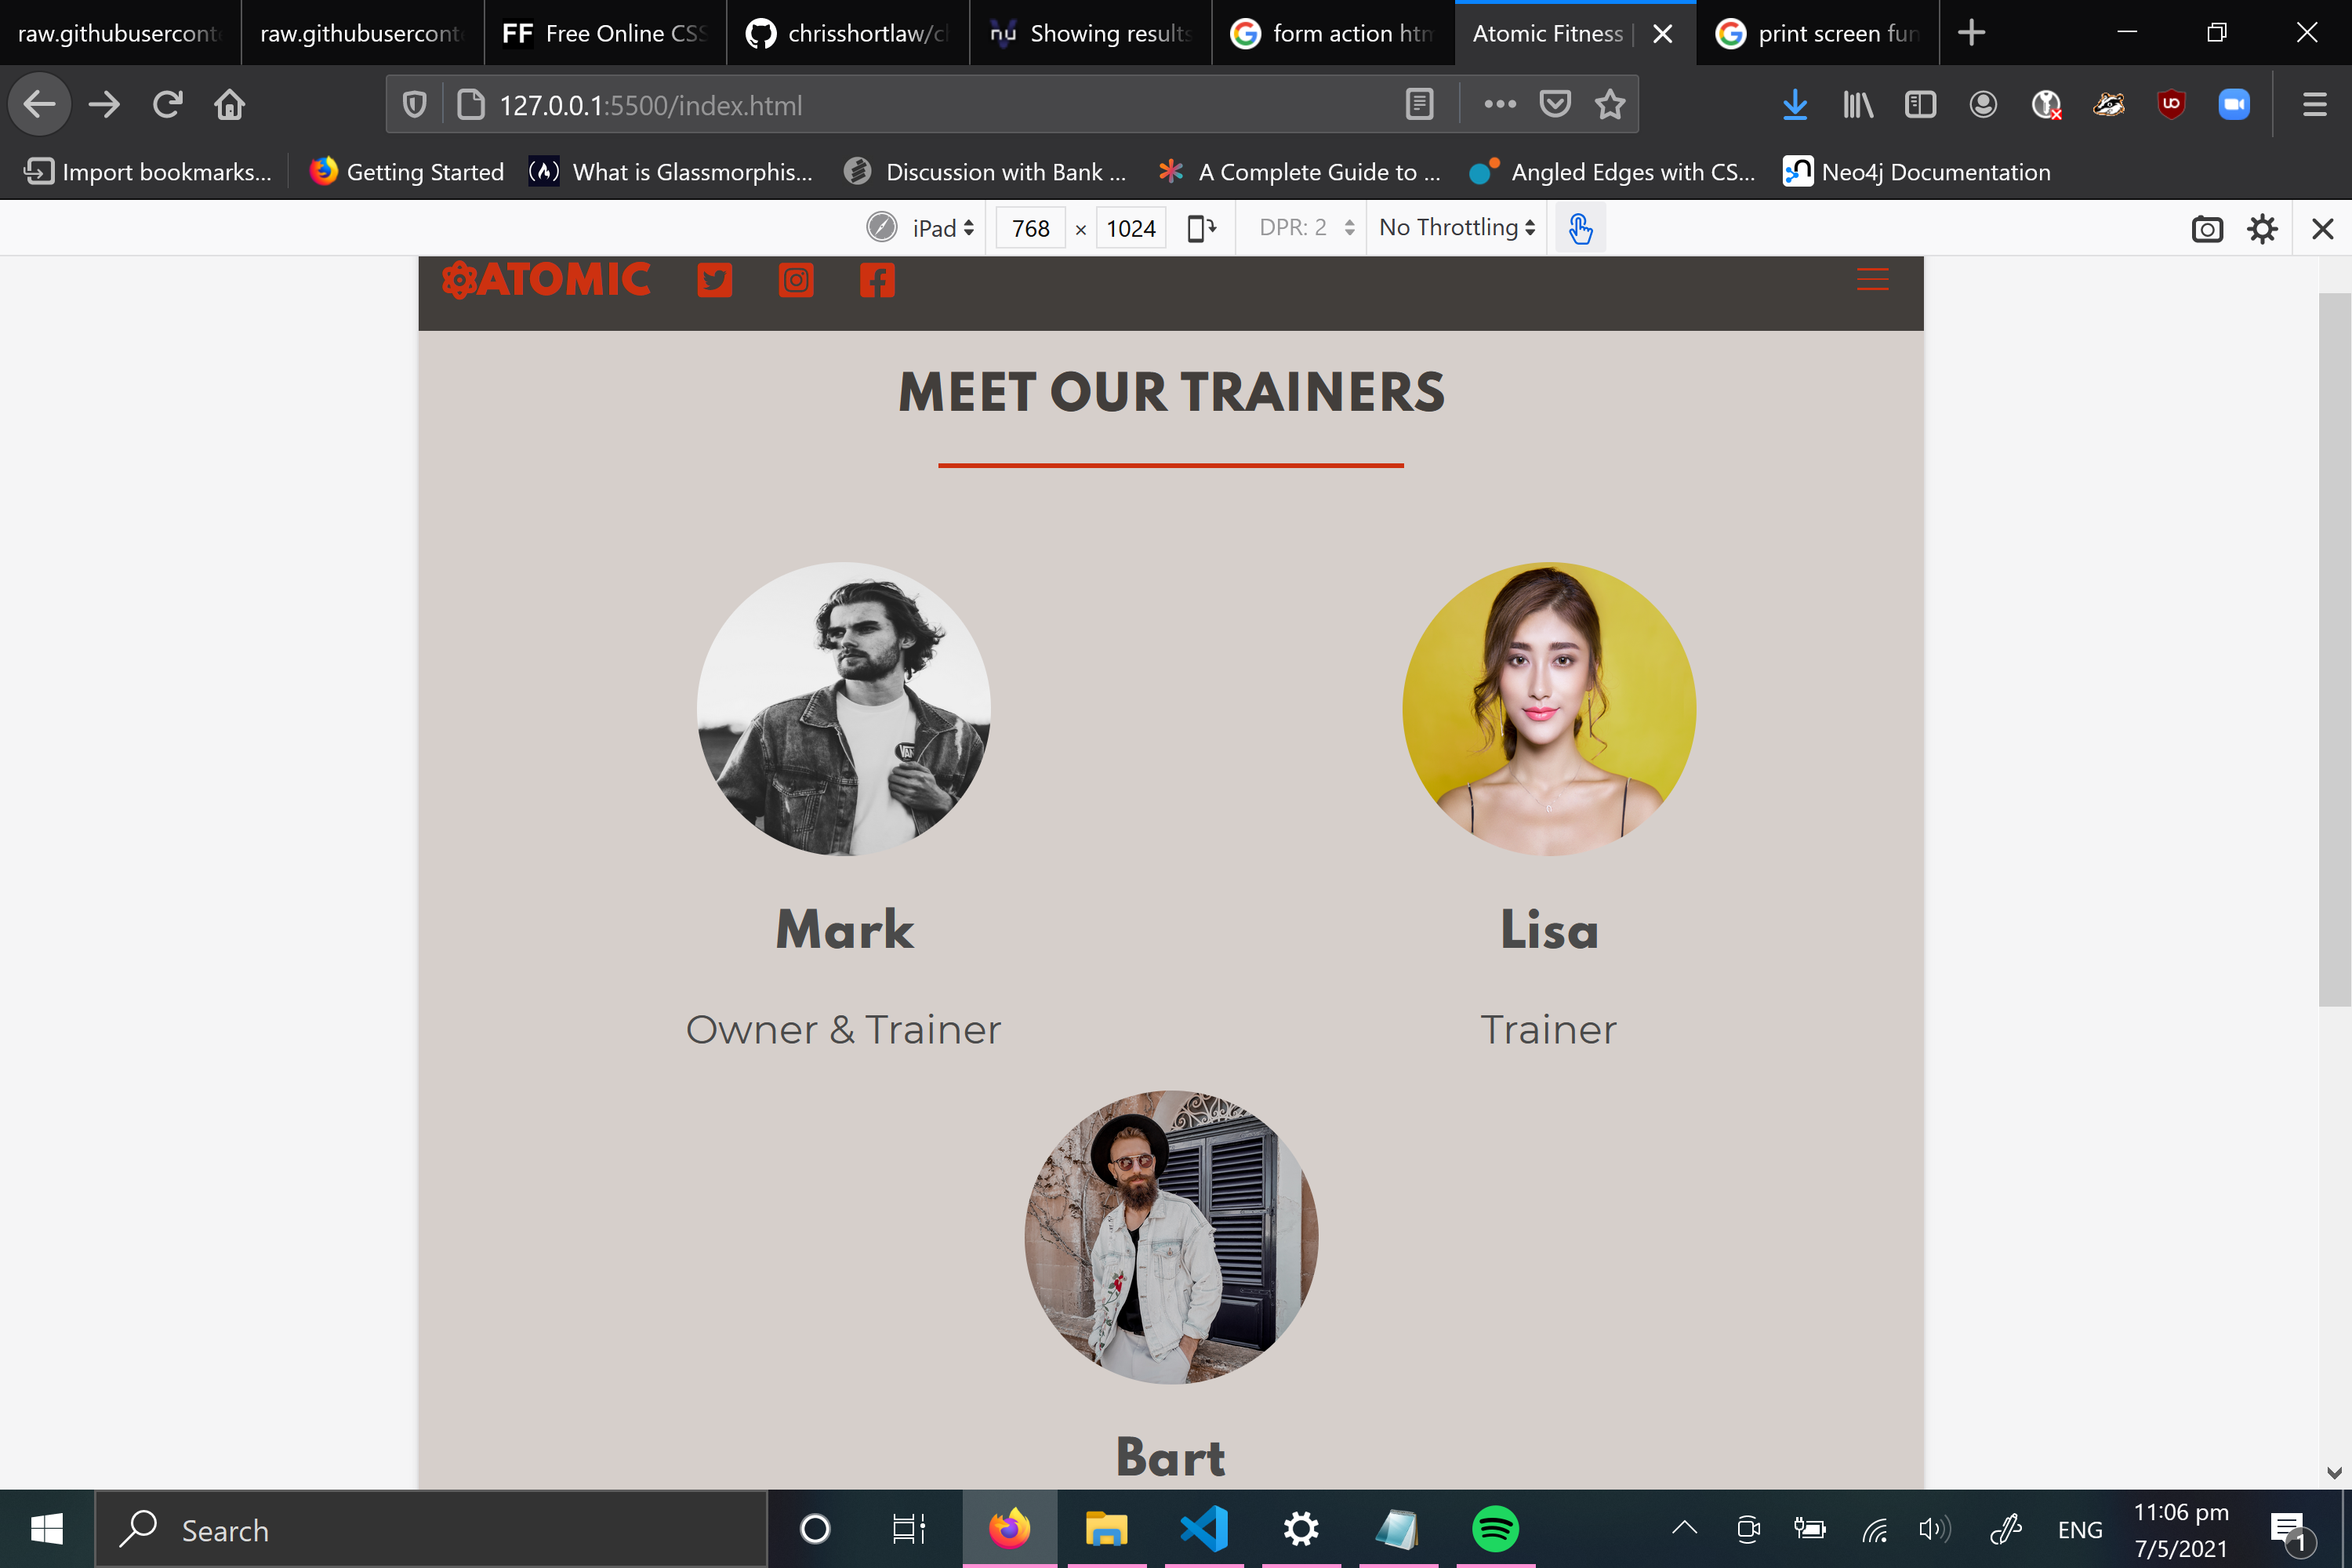 raw.githubuserconte
raw.githubuserconte
FF Free Online CSS
chrisshortlaw/cl
nu Showing results
form action htm
Atomic Fitness |
print screen fun
127.0.0.1:5500/index.html
Import bookmarks...
Getting Started
What is Glassmorphis...
Discussion with Bank ...
A Complete Guide to ...
Angled Edges with CS...
Neo4j Documentation
iPad
768 × 1024
DPR: 2
No Throttling
ATOMIC
MEET OUR TRAINERS
VAN
Mark
Lisa
Owner & Trainer
Trainer
Bart
Search
ENG
11:06 pm
7/5/2021
1